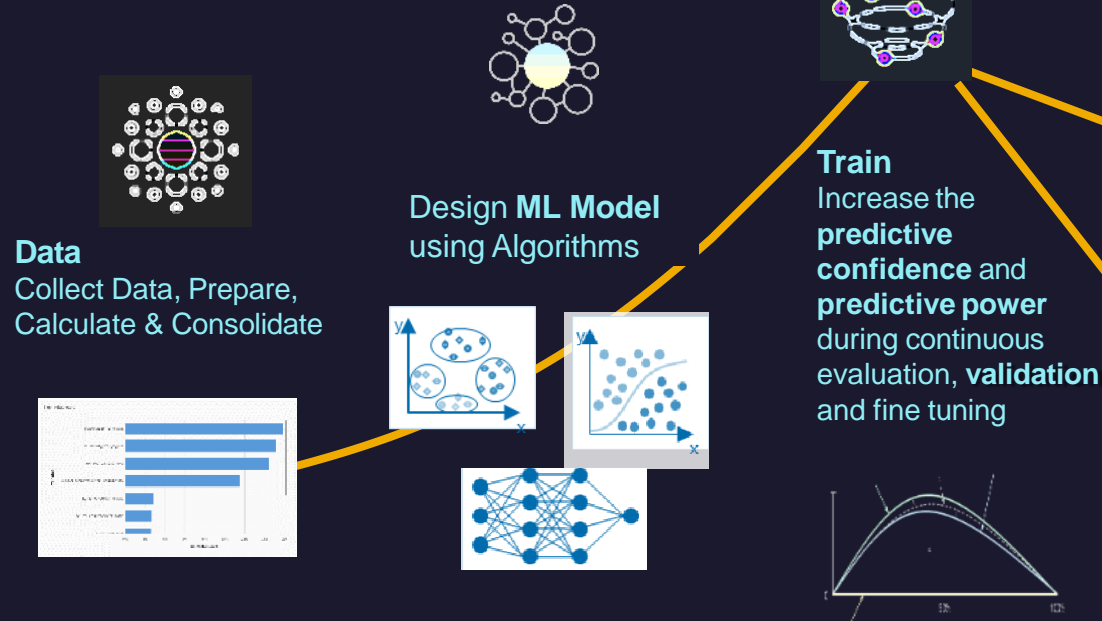 Data
Collect Data, Prepare,
Calculate & Consolidate
Design ML Model
using Algorithms
y
x
y
x
Train
Increase the
predictive
confidence and
predictive power
during continuous
evaluation, validation
and fine tuning